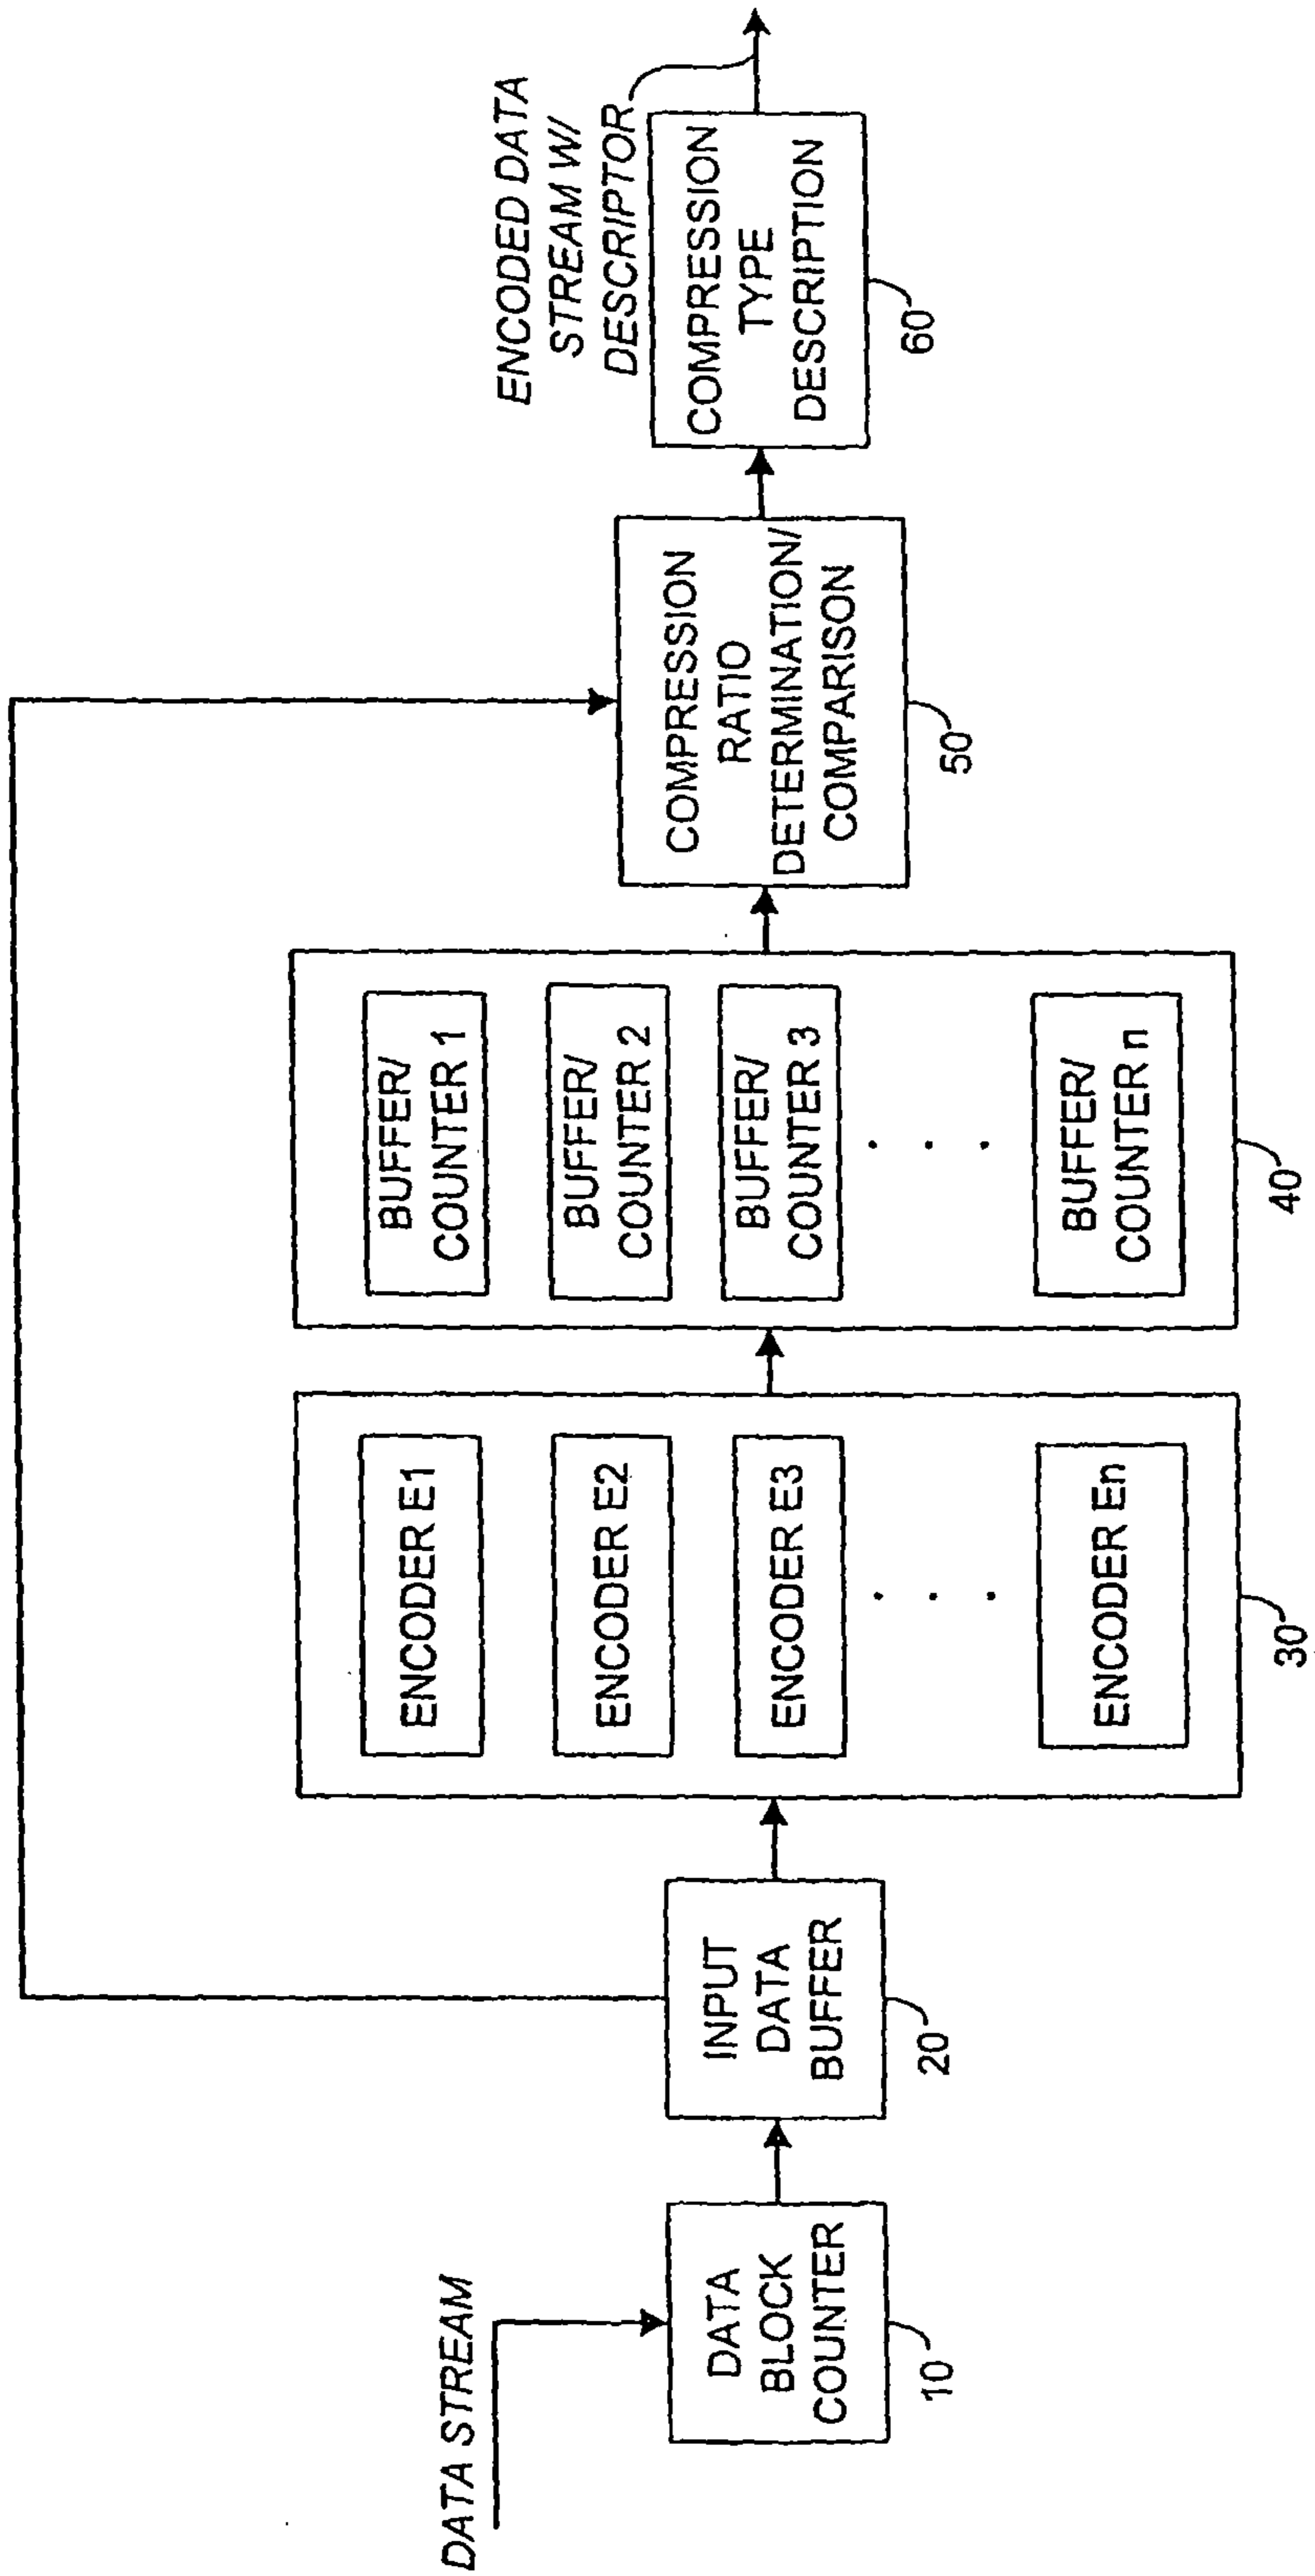 DATA STREAM
DATA
BLOCK
COUNTER
10
INPUT
DATA
BUFFER
20
ENCODER E1
ENCODER E2
ENCODER E3
. . .
ENCODER En
30
BUFFER/
COUNTER 1
BUFFER/
COUNTER 2
BUFFER/
COUNTER 3
. . .
BUFFER/
COUNTER n
40
COMPRESSION
RATIO
DETERMINATION/
COMPARISON
50
ENCODED DATA
STREAM W/
DESCRIPTOR
COMPRESSION
TYPE
DESCRIPTION
60